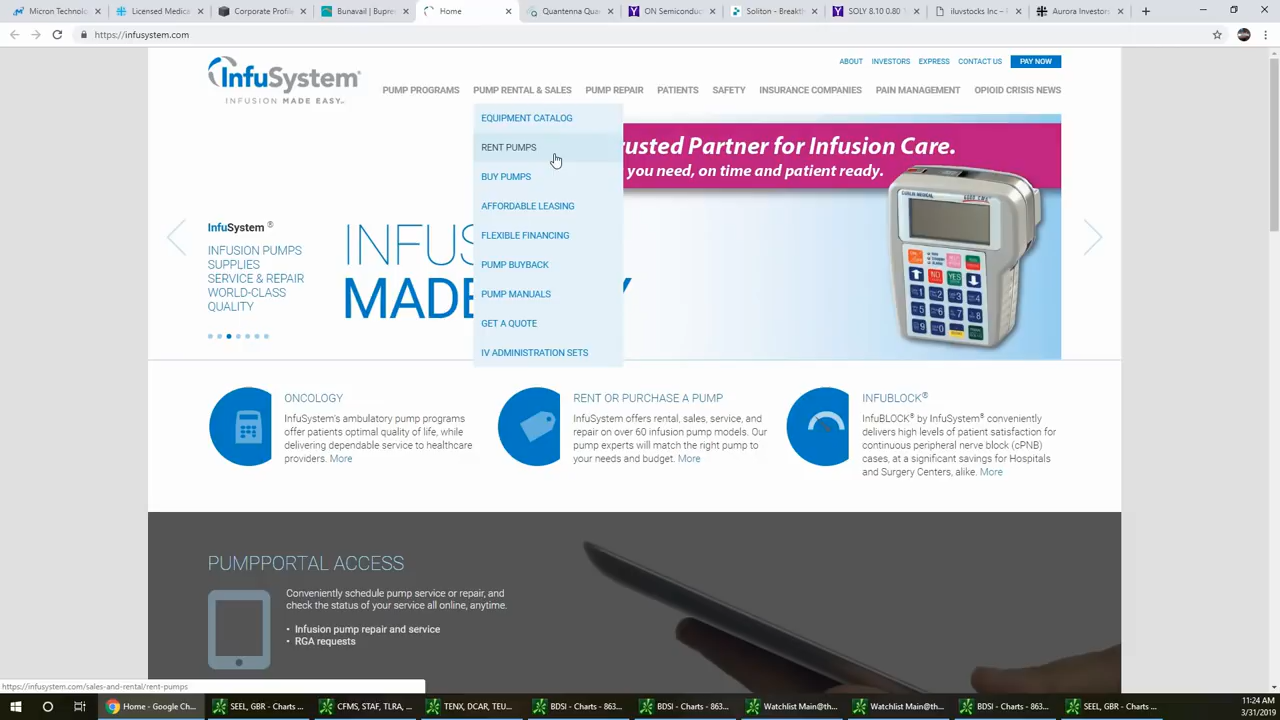 Micron Technolo
Licensed Medical
Corporate Profile
Bunavail | Bupre
Home
Quantenna Qua
ON Semiconduc
Soliton - Breakth
SOLY 8.10 0.80
iluvstocks Inc –
Aurora Investors
https://infusystem.com
ABOUT
INVESTORS
EXPRESS
CONTACT US
PAY NOW
InfuSystem®
INFUSION MADE EASY
PUMP PROGRAMS
PUMP RENTAL & SALES
PUMP REPAIR
PATIENTS
SAFETY
INSURANCE COMPANIES
PAIN MANAGEMENT
OPIOID CRISIS NEWS
EQUIPMENT CATALOG
RENT PUMPS
BUY PUMPS
AFFORDABLE LEASING
FLEXIBLE FINANCING
PUMP BUYBACK
PUMP MANUALS
GET A QUOTE
IV ADMINISTRATION SETS
rusted Partner for Infusion Care.
you need, on time and patient ready.
InfuSystem ®
INFUSION PUMPS
SUPPLIES
SERVICE & REPAIR
WORLD-CLASS
QUALITY
INFUS
MADE
CURLIN MEDICAL
NO
YES
ONCOLOGY
InfuSystem's ambulatory pump programs
offer patients optimal quality of life, while
delivering dependable service to healthcare
providers. More
RENT OR PURCHASE A PUMP
InfuSystem offers rental, sales, service, and
repair on over 60 infusion pump models. Our
pump experts will match the right pump to
your needs and budget. More
INFUBLOCK®
InfuBLOCK® by InfuSystem® conveniently
delivers high levels of patient satisfaction for
continuous peripheral nerve block (cPNB)
cases, at a significant savings for Hospitals
and Surgery Centers, alike. More
PUMPPORTAL ACCESS
Conveniently schedule pump service or repair, and
check the status of your service all online, anytime.
• Infusion pump repair and service
• RGA requests
https://infusystem.com/sales-and-rental/rent-pumps
Home - Google Ch...
SEEL, GBR - Charts ...
CFMS, STAF, TLRA, ...
TENX, DCAR, TEU...
BDSI - Charts - 863...
BDSI - Charts - 863...
Watchlist Main@th...
Watchlist Main@th...
BDSI - Charts - 863...
SEEL, GBR - Charts ...
11:24 AM
3/31/2019